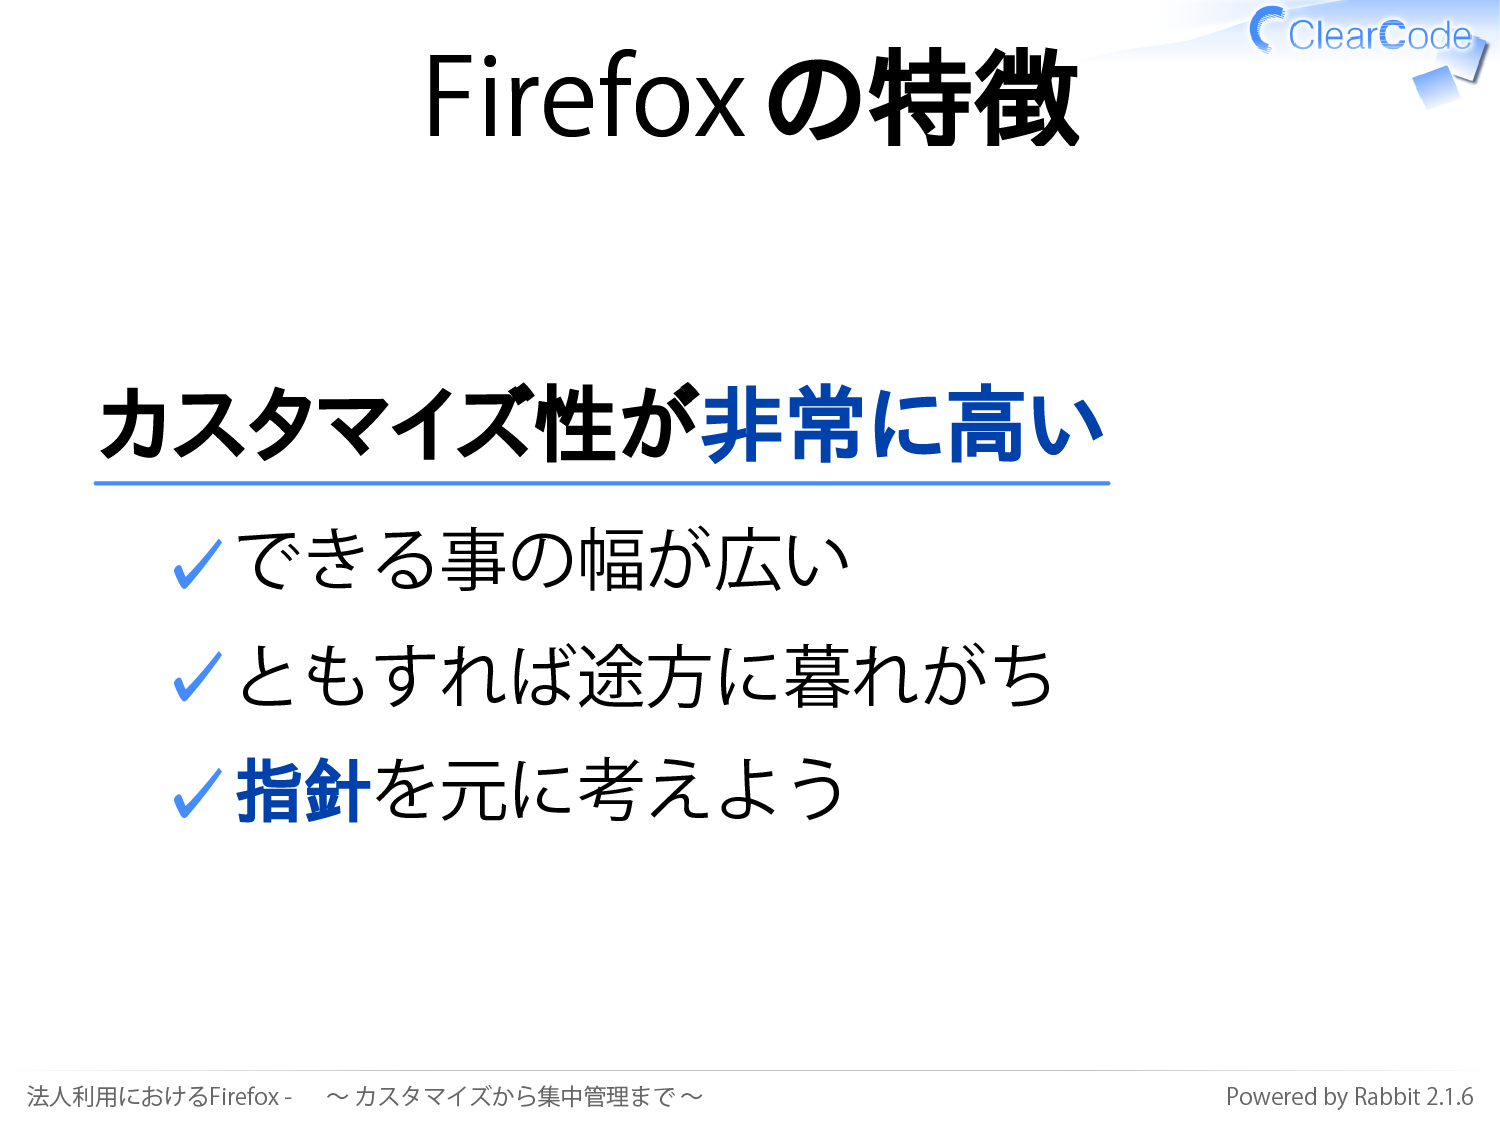 ClearCode
Firefoxの特徴
カスタマイズ性が非常に高い
✓できる事の幅が広い
✓ともすれば途方に暮れがち
✓指針を元に考えよう
法人利用におけるFirefox - ～カスタマイズから集中管理まで～
Powered by Rabbit 2.1.6